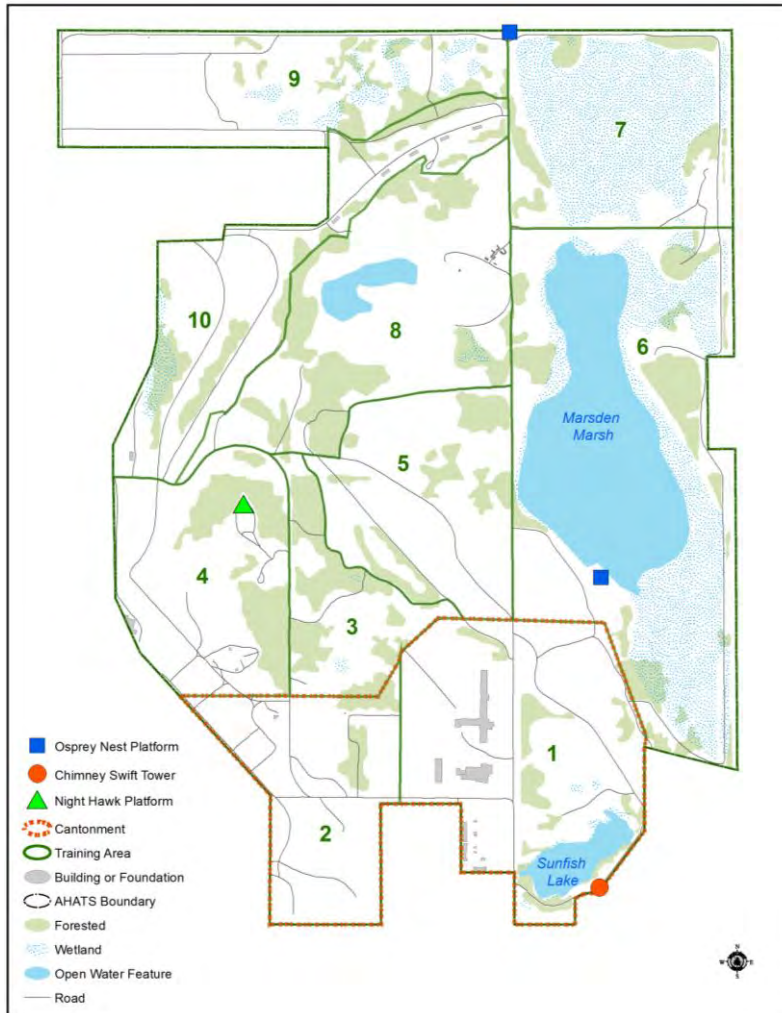 9
7
10
8
6
Marsden
Marsh
5
4
3
1
2
Sunfish
Lake
Osprey Nest Platform
Chimney Swift Tower
Night Hawk Platform
Cantonment
Training Area
Building or Foundation
AHATS Boundary
Forested
Wetland
Open Water Feature
Road
N
W E
S